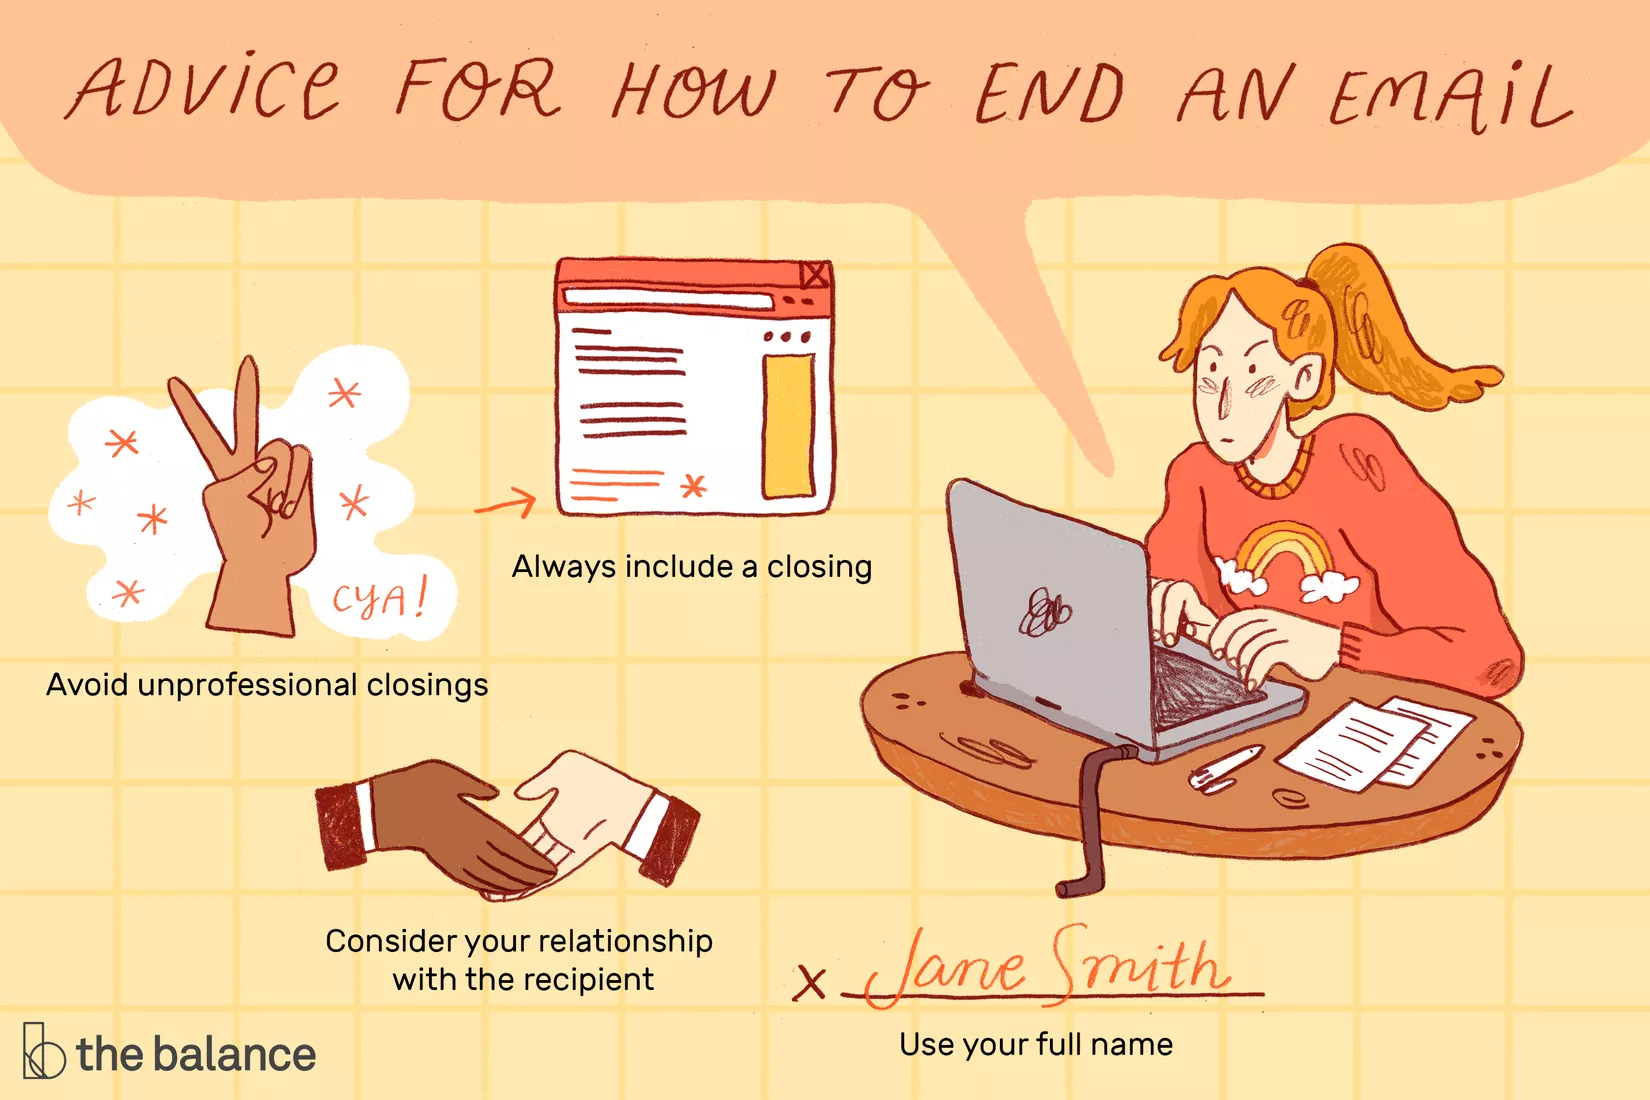 ADVICE FOR HOW TO END AN EMAIL
Always include a closing
CYA!
Avoid unprofessional closings
Consider your relationship
with the recipient
X Jane Smith
Use your full name
the balance